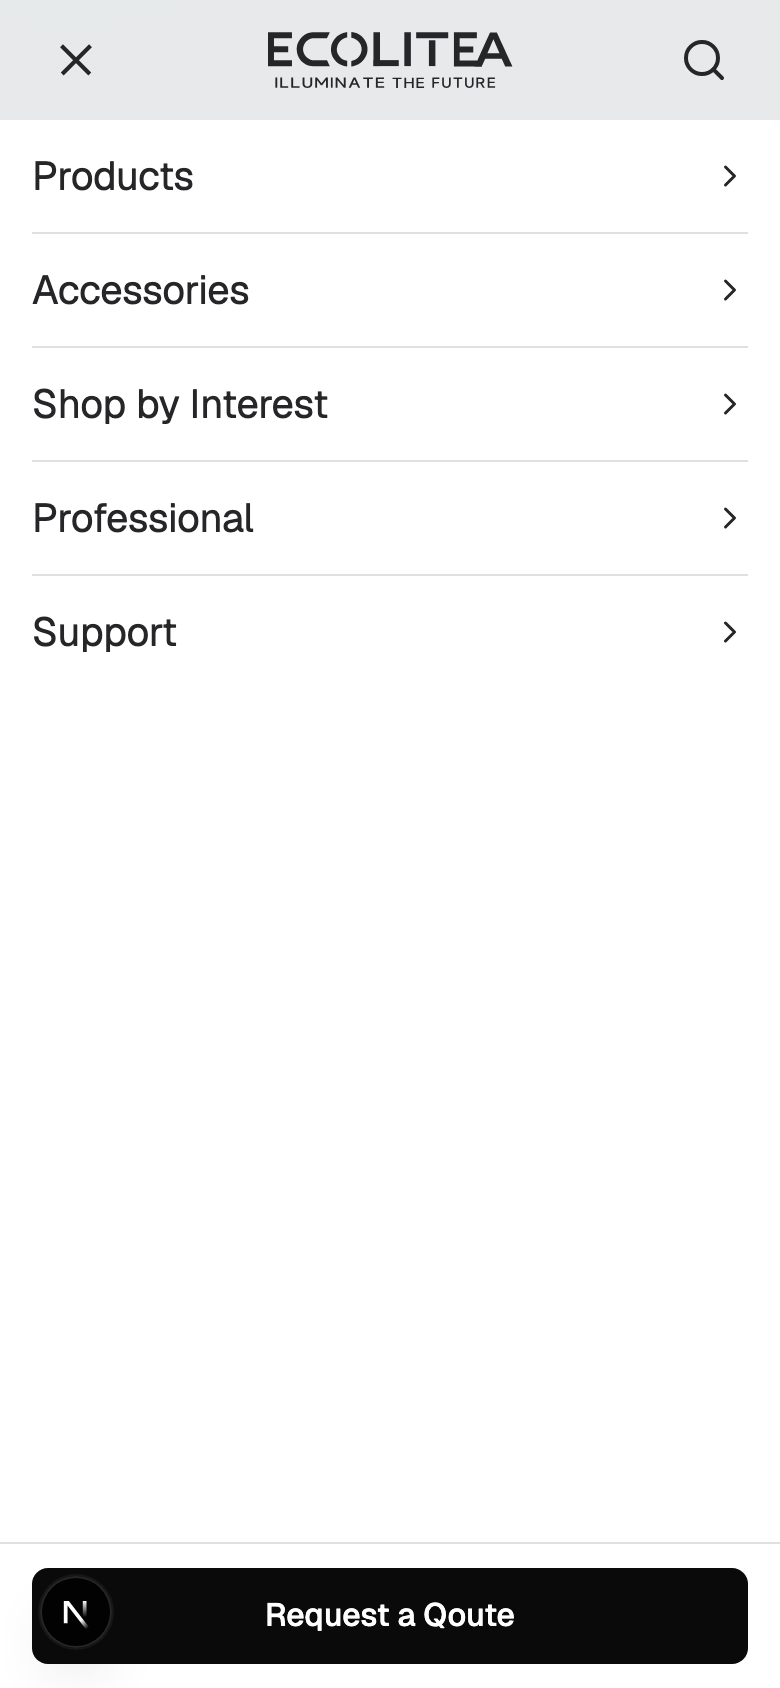 ECOLITEA
ILLUMINATE THE FUTURE
Products
Accessories
Shop by Interest
Professional
Support
N
Request a Qoute